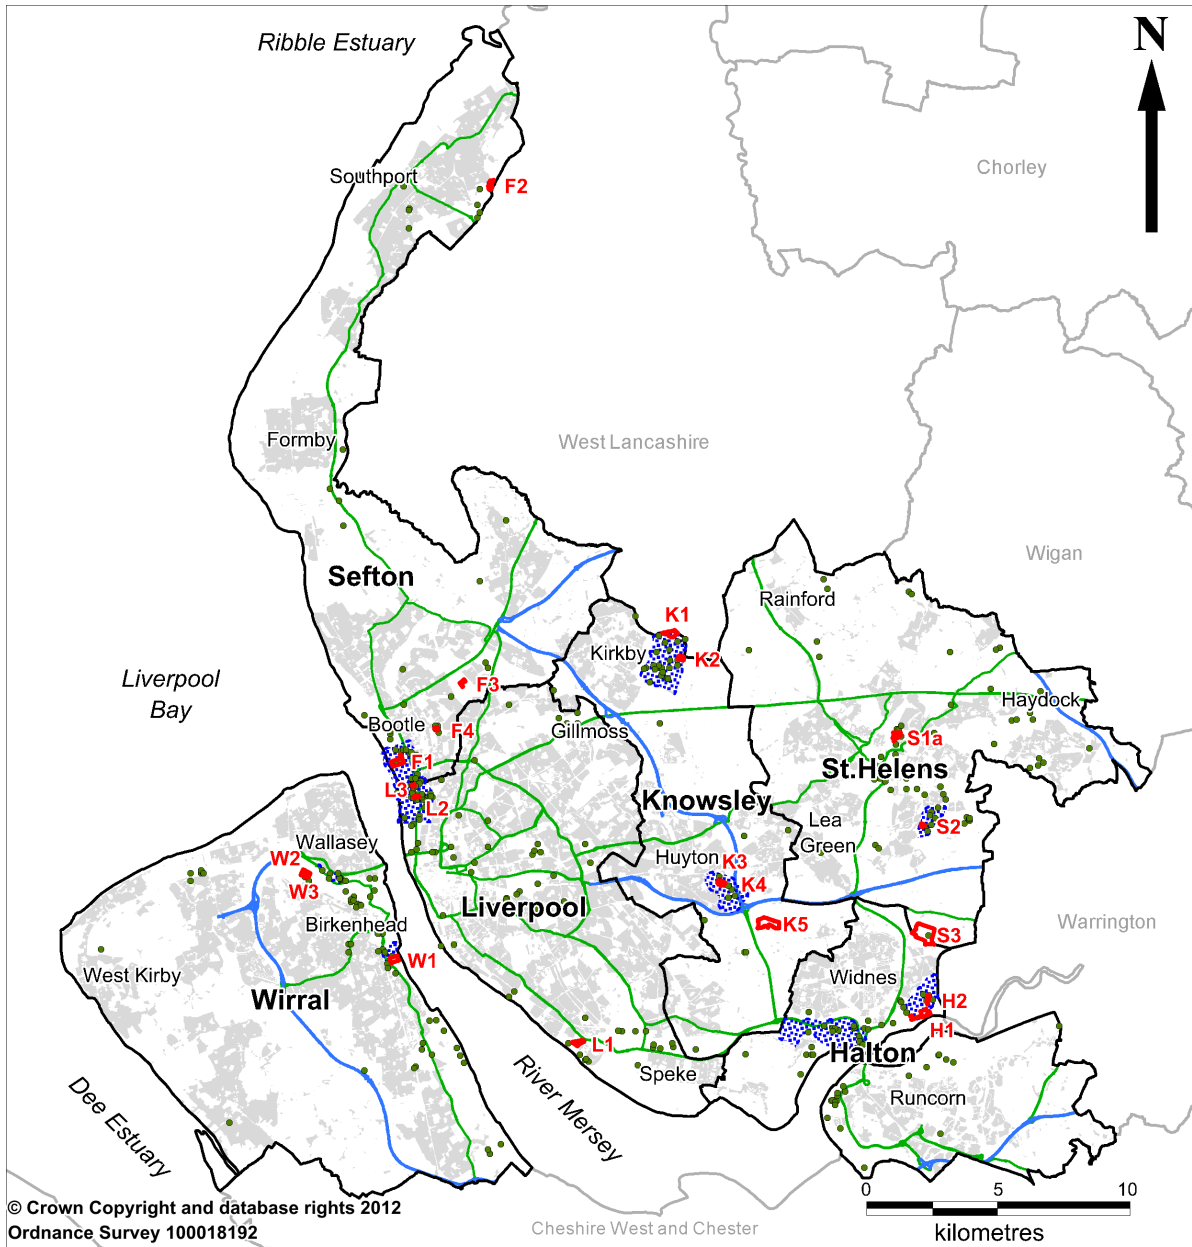 Ribble Estuary
N
Chorley
Southport
F2
West Lancashire
Formby
Wigan
Sefton
Rainford
K1
Kirkby
K2
Liverpool
Bay
F3
Haydock
Bootle
F4
Gillmoss
S1a
F1
St.Helens
L3
L2
Knowsley
Lea
Green
S2
Wallasey
W2
W3
Huyton
K3
K4
Liverpool
K5
Birkenhead
S3
Warrington
W1
West Kirby
Widnes
Wirral
H2
H1
L1
Halton
Speke
River Mersey
Dee Estuary
Runcorn
0 5 10
kilometres
© Crown Copyright and database rights 2012
Ordnance Survey 100018192
Cheshire West and Chester